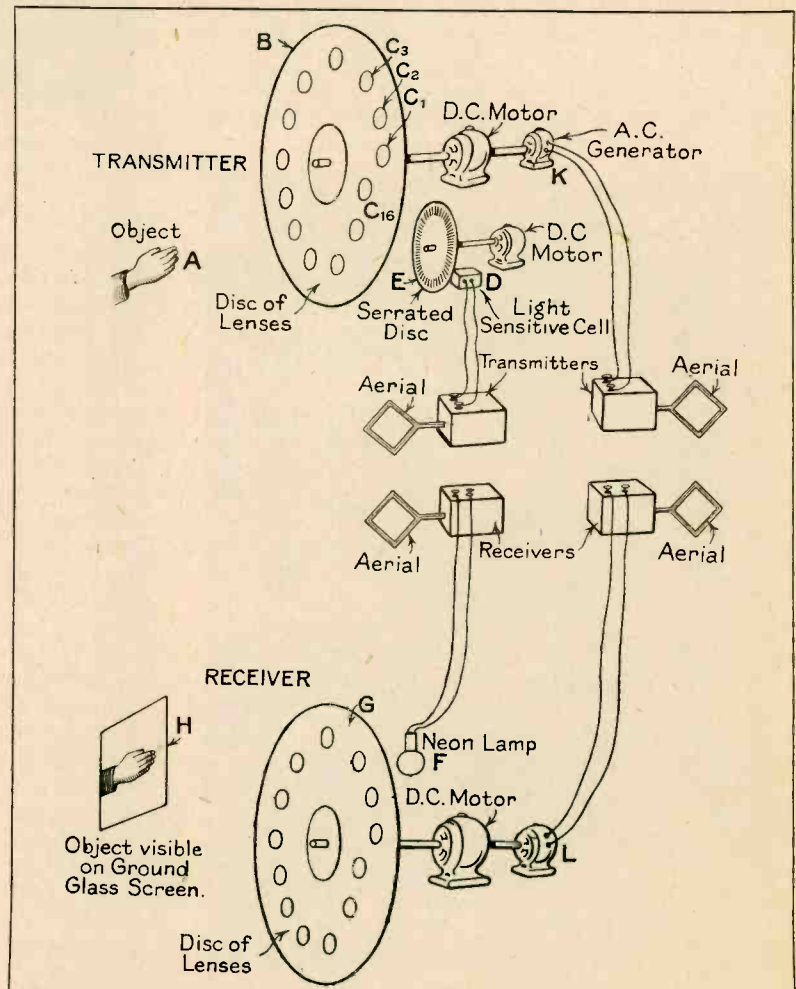 B
C3
C2
C1
D.C. Motor
A.C.
Generator
TRANSMITTER
K
C16
Object
A
D.C
Motor
E
D
Disc of
Lenses
Serrated
Disc
Light
Sensitive Cell
Aerial
Transmitters
Aerial
Aerial
Receivers
Aerial
RECEIVER
G
H
Neon Lamp
F
D.C. Motor
L
Object visible
on Ground
Glass Screen.
Disc of
Lenses